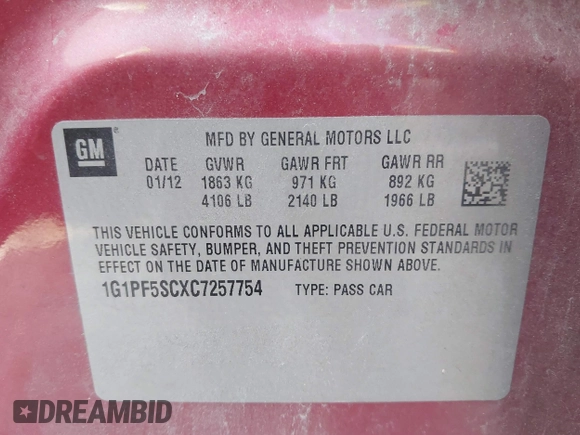 GM
MFD BY GENERAL MOTORS LLC
DATE GVWR GAWR FRT GAWR RR
01/12 1863 KG 971 KG 892 KG
4106 LB 2140 LB 1966 LB
THIS VEHICLE CONFORMS TO ALL APPLICABLE U.S. FEDERAL MOTOR
VEHICLE SAFETY, BUMPER, AND THEFT PREVENTION STANDARDS IN
EFFECT ON THE DATE OF MANUFACTURE SHOWN ABOVE.
1G1PF5SCXC7257754 TYPE: PASS CAR
DREAMBID